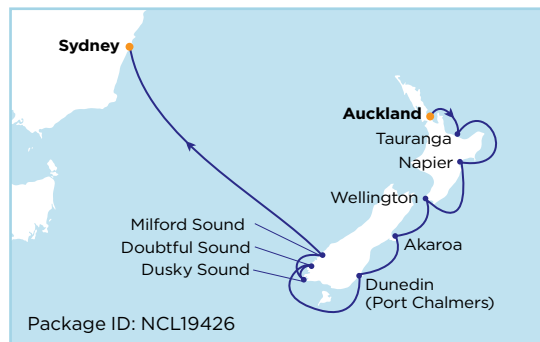 Sydney
Auckland
Tauranga
Napier
Wellington
Milford Sound
Doubtful Sound
Akaroa
Dusky Sound
Dunedin
(Port Chalmers)
Package ID: NCL19426